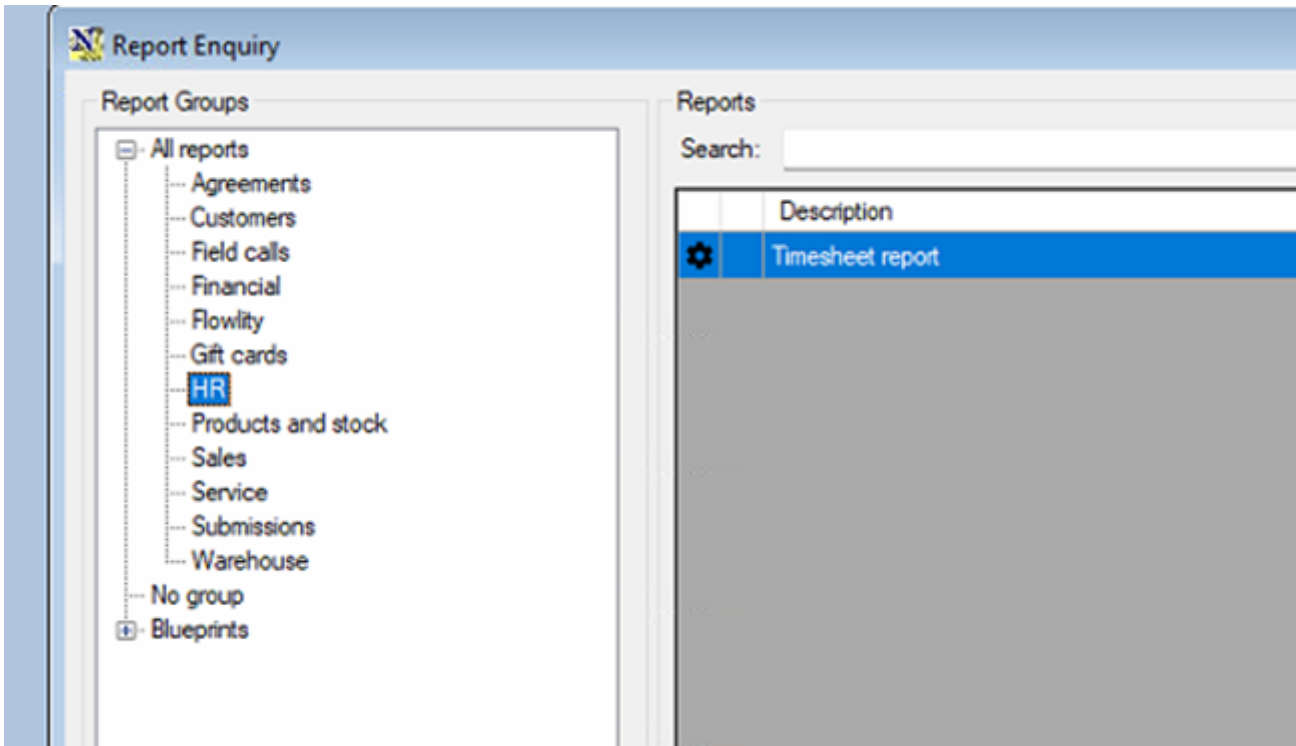 Report Enquiry
Report Groups
All reports
Agreements
Customers
Field calls
Financial
Flowlity
Gift cards
HR
Products and stock
Sales
Service
Submissions
Warehouse
No group
Blueprints
Reports
Search:
Description
Timesheet report